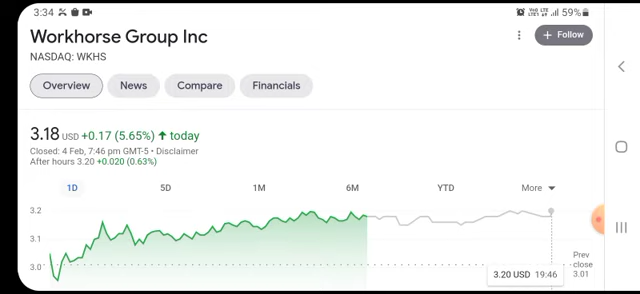 3:34 59%
Workhorse Group Inc
+ Follow
NASDAQ: WKHS
Overview News Compare Financials
3.18 USD +0.17 (5.65%) ↑ today
Closed: 4 Feb, 7:46 pm GMT-5 • Disclaimer
After hours 3.20 +0.020 (0.63%)
1D 5D 1M 6M YTD More
3.2
3.0
Prev
close
3.01
3.20 USD 19:46